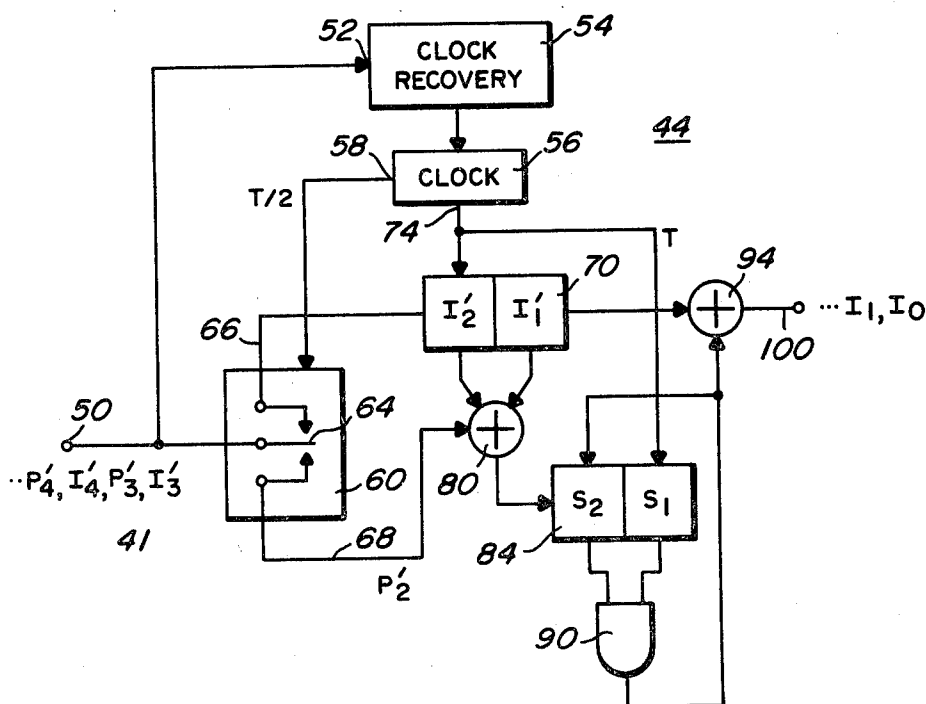 52
54
CLOCK
RECOVERY
44
58
56
CLOCK
T/2
74
T
70
94
I'2 I'1
··· I1, I0
66
100
50
64
80
··P'4, I'4, P'3, I'3
60
41
68
S2 S1
84
P'2
90